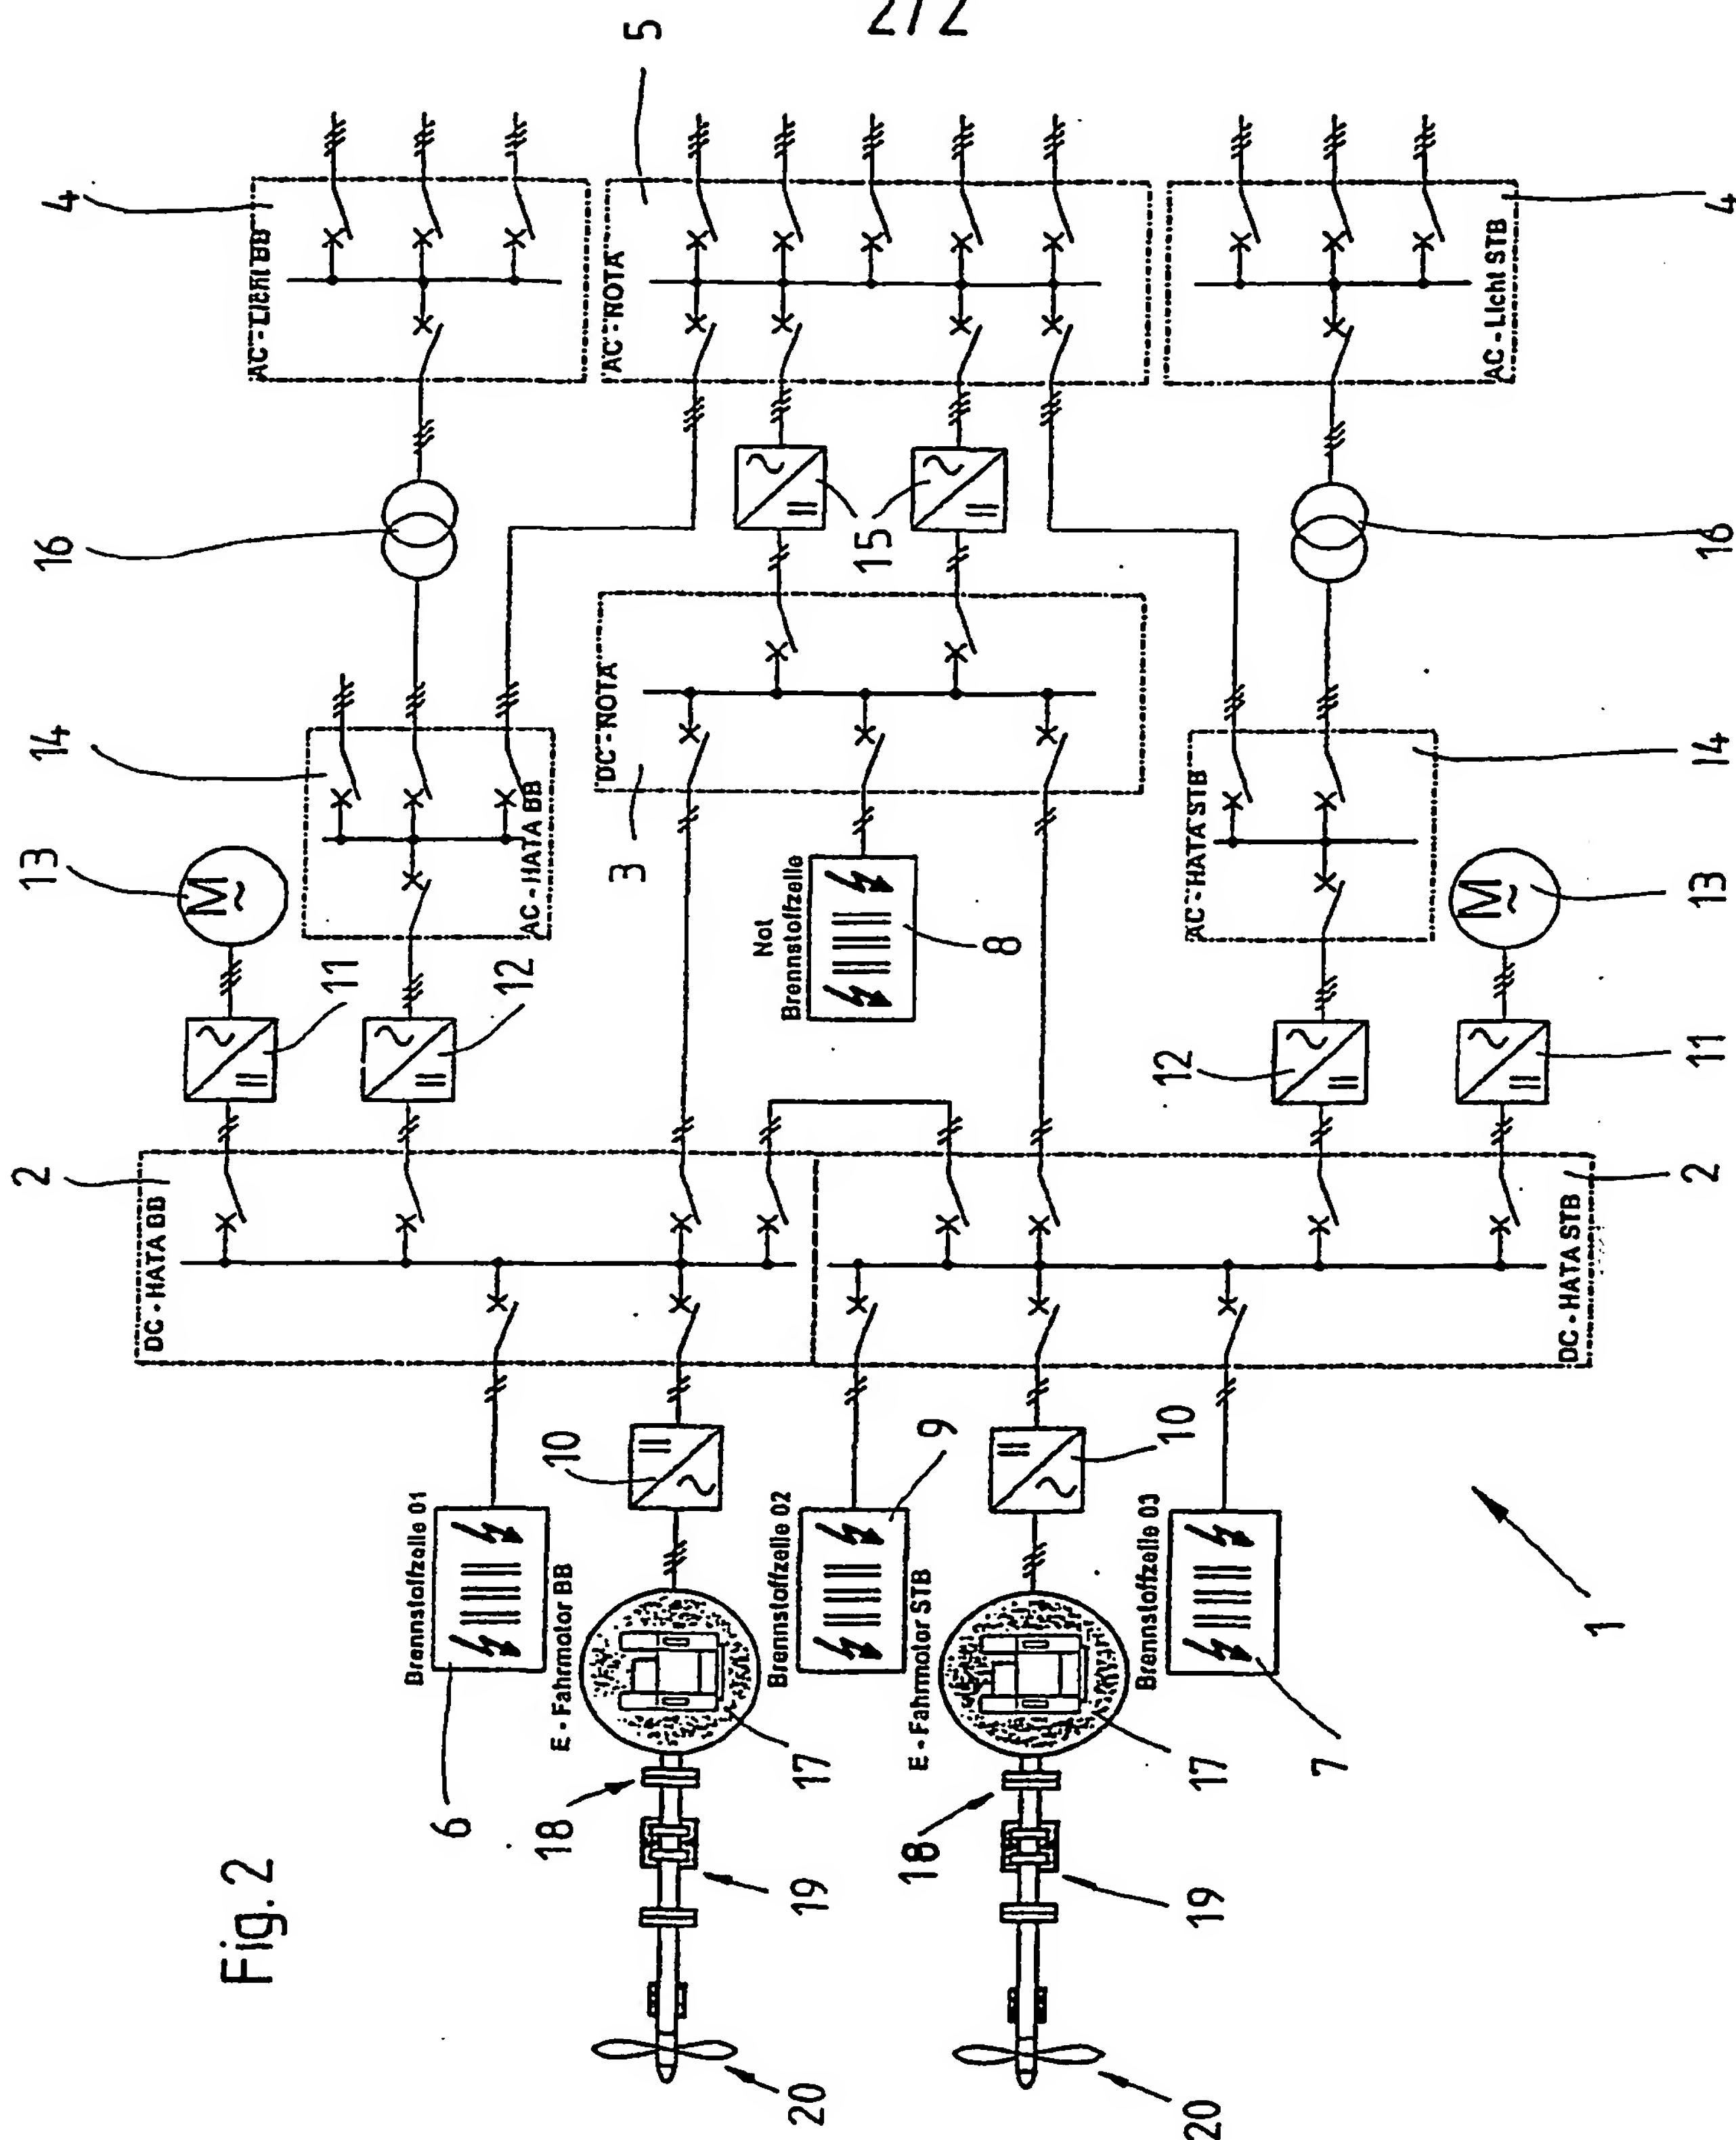 2/2
Fig. 2
4
AC-Licht BB
5
AC-NOTA
4
AC-Licht STB
16
15
16
14
AC-HATA BB
3
DC-NOTA
14
AC-HATA STB
13
M
~
13
M
~
Not
Brennstoffzelle
8
11
12
12
11
2
DC-HATA BB
2
DC-HATA STB
10
9
10
Brennstoffzelle 01
6
E-Fahrmotor BB
17
Brennstoffzelle 02
E-Fahrmotor STB
17
Brennstoffzelle 03
7
1
18
19
18
19
20
20